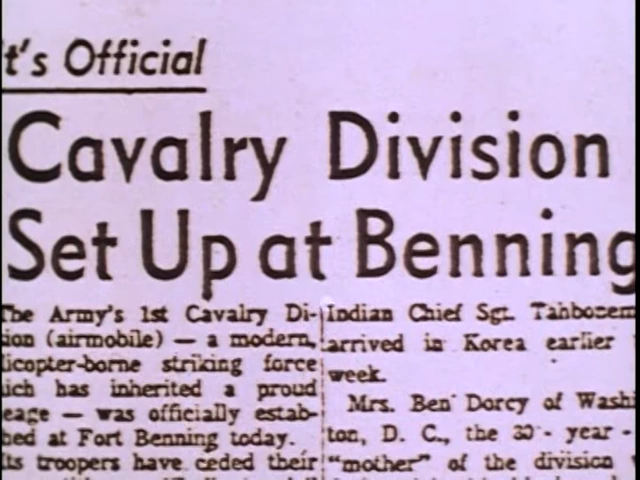 t's Official
Cavalry Division
Set Up at Benning
The Army's 1st Cavalry Di-
ion (airmobile) — a modern,
licopter-borne striking force
ich has inherited a proud
eage — was officially estab-
hed at Fort Benning today.
Its troopers have ceded their
Indian Chief Sgt. Tahbonem
arrived in Korea earlier
week.
Mrs. Ben Dorcy of Washi
ton, D. C., the 80 - year -
"mother" of the division